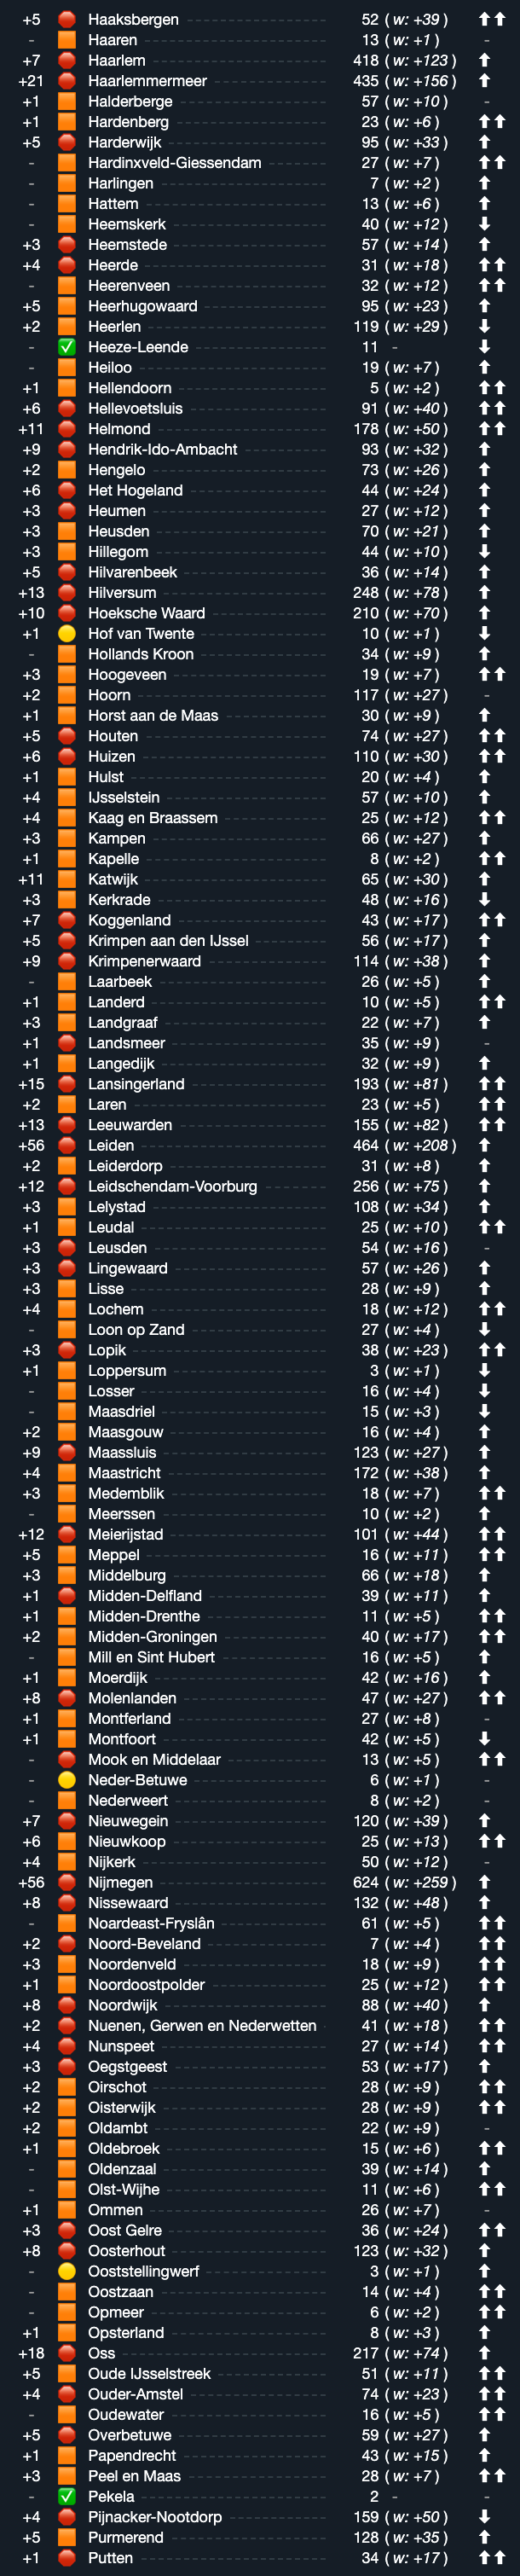 +5 Haaksbergen 52 ( w: +39 )
- Haaren 13 ( w: +1 ) -
+7 Haarlem 418 ( w: +123 )
+21 Haarlemmermeer 435 ( w: +156 )
+1 Halderberge 57 ( w: +10 ) -
+1 Hardenberg 23 ( w: +6 )
+5 Harderwijk 95 ( w: +33 )
- Hardinxveld-Giessendam 27 ( w: +7 )
- Harlingen 7 ( w: +2 )
- Hattem 13 ( w: +6 )
- Heemskerk 40 ( w: +12 )
+3 Heemstede 57 ( w: +14 )
+4 Heerde 31 ( w: +18 )
- Heerenveen 32 ( w: +12 )
+5 Heerhugowaard 95 ( w: +23 )
+2 Heerlen 119 ( w: +29 )
- Heeze-Leende 11 -
- Heiloo 19 ( w: +7 )
+1 Hellendoorn 5 ( w: +2 )
+6 Hellevoetsluis 91 ( w: +40 )
+11 Helmond 178 ( w: +50 )
+9 Hendrik-Ido-Ambacht 93 ( w: +32 )
+2 Hengelo 73 ( w: +26 )
+6 Het Hogeland 44 ( w: +24 )
+3 Heumen 27 ( w: +12 )
+3 Heusden 70 ( w: +21 )
+3 Hillegom 44 ( w: +10 )
+5 Hilvarenbeek 36 ( w: +14 )
+13 Hilversum 248 ( w: +78 )
+10 Hoeksche Waard 210 ( w: +70 )
+1 Hof van Twente 10 ( w: +1 )
- Hollands Kroon 34 ( w: +9 )
+3 Hoogeveen 19 ( w: +7 )
+2 Hoorn 117 ( w: +27 ) -
+1 Horst aan de Maas 30 ( w: +9 )
+5 Houten 74 ( w: +27 )
+6 Huizen 110 ( w: +30 )
+1 Hulst 20 ( w: +4 )
+4 IJsselstein 57 ( w: +10 )
+4 Kaag en Braassem 25 ( w: +12 )
+3 Kampen 66 ( w: +27 )
+1 Kapelle 8 ( w: +2 )
+11 Katwijk 65 ( w: +30 )
+3 Kerkrade 48 ( w: +16 )
+7 Koggenland 43 ( w: +17 )
+5 Krimpen aan den IJssel 56 ( w: +17 )
+9 Krimpenerwaard 114 ( w: +38 )
- Laarbeek 26 ( w: +5 )
+1 Landerd 10 ( w: +5 )
+3 Landgraaf 22 ( w: +7 )
+1 Landsmeer 35 ( w: +9 ) -
+1 Langedijk 32 ( w: +9 )
+15 Lansingerland 193 ( w: +81 )
+2 Laren 23 ( w: +5 )
+13 Leeuwarden 155 ( w: +82 )
+56 Leiden 464 ( w: +208 )
+2 Leiderdorp 31 ( w: +8 )
+12 Leidschendam-Voorburg 256 ( w: +75 )
+3 Lelystad 108 ( w: +34 )
+1 Leudal 25 ( w: +10 )
+3 Leusden 54 ( w: +16 ) -
+3 Lingewaard 57 ( w: +26 )
+3 Lisse 28 ( w: +9 )
+4 Lochem 18 ( w: +12 )
- Loon op Zand 27 ( w: +4 )
+3 Lopik 38 ( w: +23 )
+1 Loppersum 3 ( w: +1 )
- Losser 16 ( w: +4 )
- Maasdriel 15 ( w: +3 )
+2 Maasgouw 16 ( w: +4 )
+9 Maassluis 123 ( w: +27 )
+4 Maastricht 172 ( w: +38 )
+3 Medemblik 18 ( w: +7 )
- Meerssen 10 ( w: +2 )
+12 Meierijstad 101 ( w: +44 )
+5 Meppel 16 ( w: +11 )
+3 Middelburg 66 ( w: +18 )
+1 Midden-Delfland 39 ( w: +11 )
+1 Midden-Drenthe 11 ( w: +5 )
+2 Midden-Groningen 40 ( w: +17 )
- Mill en Sint Hubert 16 ( w: +5 )
+1 Moerdijk 42 ( w: +16 )
+8 Molenlanden 47 ( w: +27 )
+1 Montferland 27 ( w: +8 ) -
+1 Montfoort 42 ( w: +5 )
- Mook en Middelaar 13 ( w: +5 )
- Neder-Betuwe 6 ( w: +1 ) -
- Nederweert 8 ( w: +2 ) -
+7 Nieuwegein 120 ( w: +39 )
+6 Nieuwkoop 25 ( w: +13 )
+4 Nijkerk 50 ( w: +12 ) -
+56 Nijmegen 624 ( w: +259 )
+8 Nissewaard 132 ( w: +48 )
- Noardeast-Fryslân 61 ( w: +5 )
+2 Noord-Beveland 7 ( w: +4 )
+3 Noordenveld 18 ( w: +9 )
+1 Noordoostpolder 25 ( w: +12 )
+8 Noordwijk 88 ( w: +40 )
+2 Nuenen, Gerwen en Nederwetten 41 ( w: +18 )
+4 Nunspeet 27 ( w: +14 )
+3 Oegstgeest 53 ( w: +17 )
+2 Oirschot 28 ( w: +9 )
+2 Oisterwijk 28 ( w: +9 )
+2 Oldambt 22 ( w: +9 ) -
+1 Oldebroek 15 ( w: +6 )
- Oldenzaal 39 ( w: +14 )
- Olst-Wijhe 11 ( w: +6 )
+1 Ommen 26 ( w: +7 ) -
+3 Oost Gelre 36 ( w: +24 )
+8 Oosterhout 123 ( w: +32 )
- Ooststellingwerf 3 ( w: +1 )
- Oostzaan 14 ( w: +4 )
- Opmeer 6 ( w: +2 )
+1 Opsterland 8 ( w: +3 )
+18 Oss 217 ( w: +74 )
+5 Oude IJsselstreek 51 ( w: +11 )
+4 Ouder-Amstel 74 ( w: +23 )
- Oudewater 16 ( w: +5 )
+5 Overbetuwe 59 ( w: +27 )
+1 Papendrecht 43 ( w: +15 )
+3 Peel en Maas 28 ( w: +7 )
- Pekela 2 - -
+4 Pijnacker-Nootdorp 159 ( w: +50 )
+5 Purmerend 128 ( w: +35 )
+1 Putten 34 ( w: +17 )